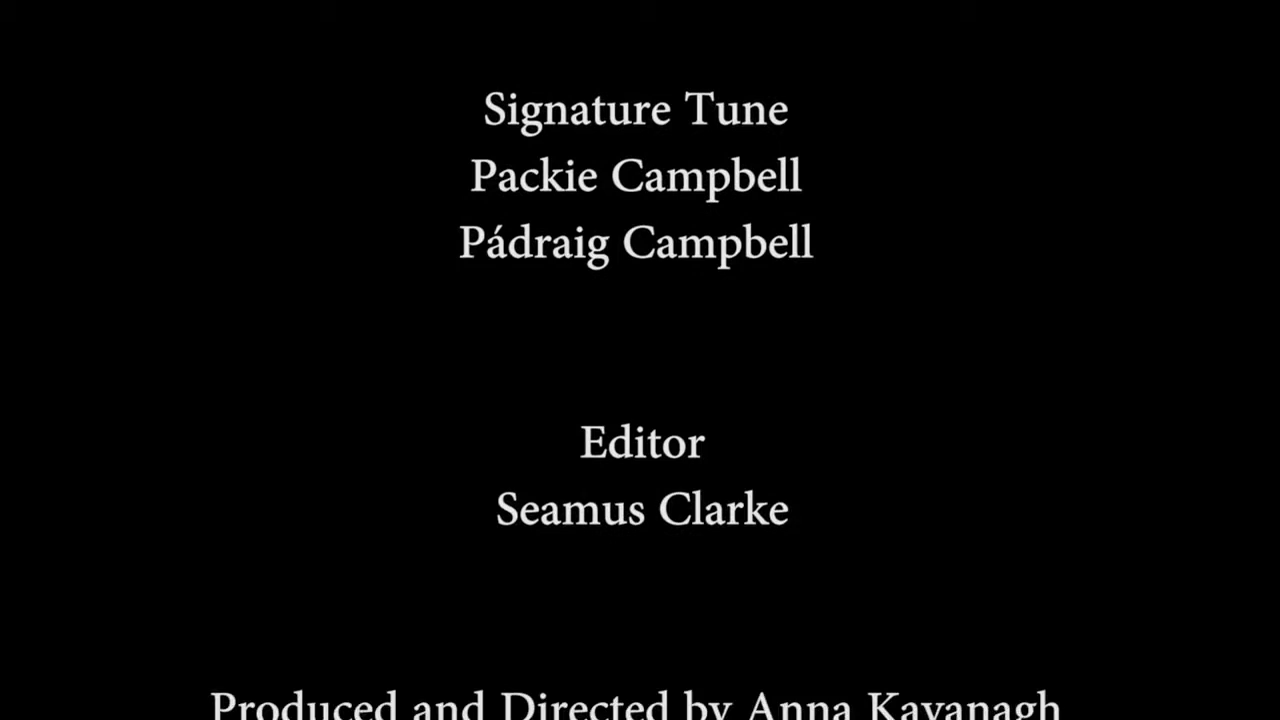 Signature Tune
Packie Campbell
Pádraig Campbell
Editor
Seamus Clarke
Produced and Directed by Anna Kavanagh